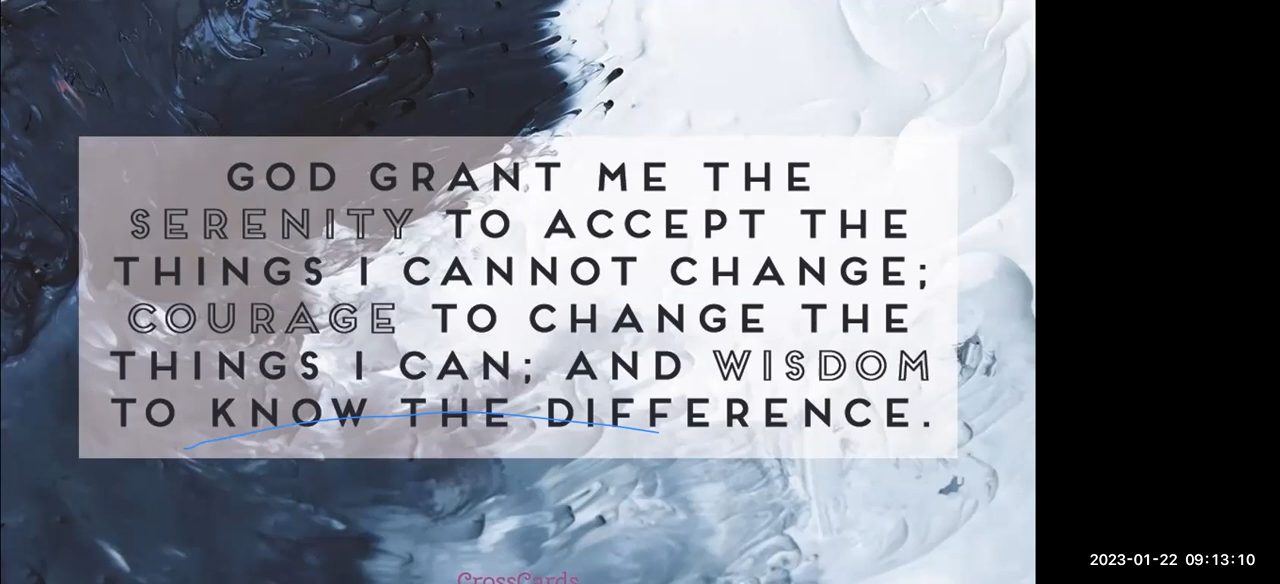 GOD GRANT ME THE
SERENITY TO ACCEPT THE
THINGS I CANNOT CHANGE;
COURAGE TO CHANGE THE
THINGS I CAN; AND WISDOM
TO KNOW THE DIFFERENCE.
CrossCards
2023-01-22 09:13:10